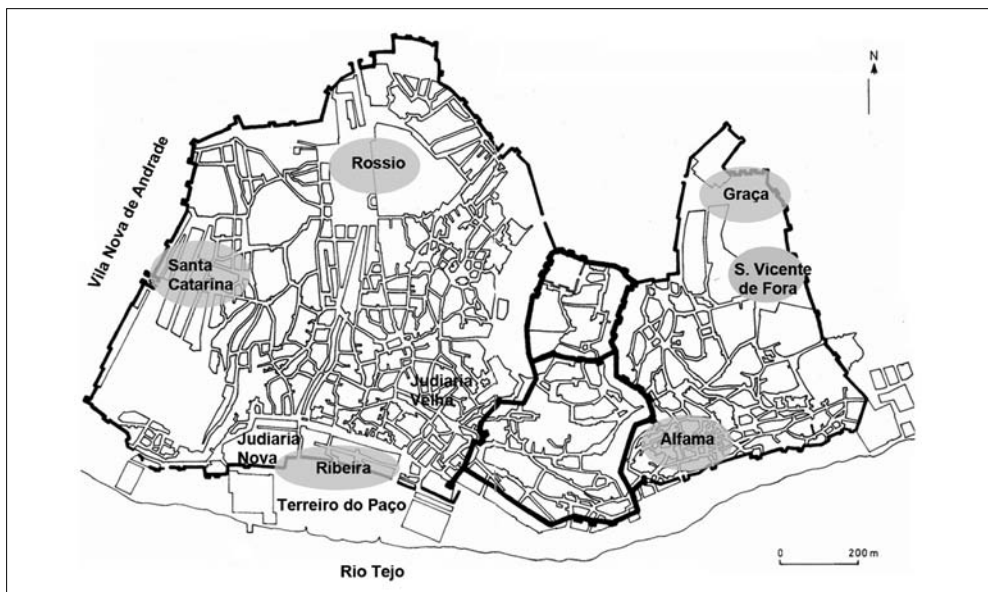 N
Rossio
Graça
Vila Nova de Andrade
Santa
Catarina
S. Vicente
de Fora
Judiaria
Velha
Judiaria
Nova
Ribeira
Alfama
Terreiro do Paço
Rio Tejo
0 200 m